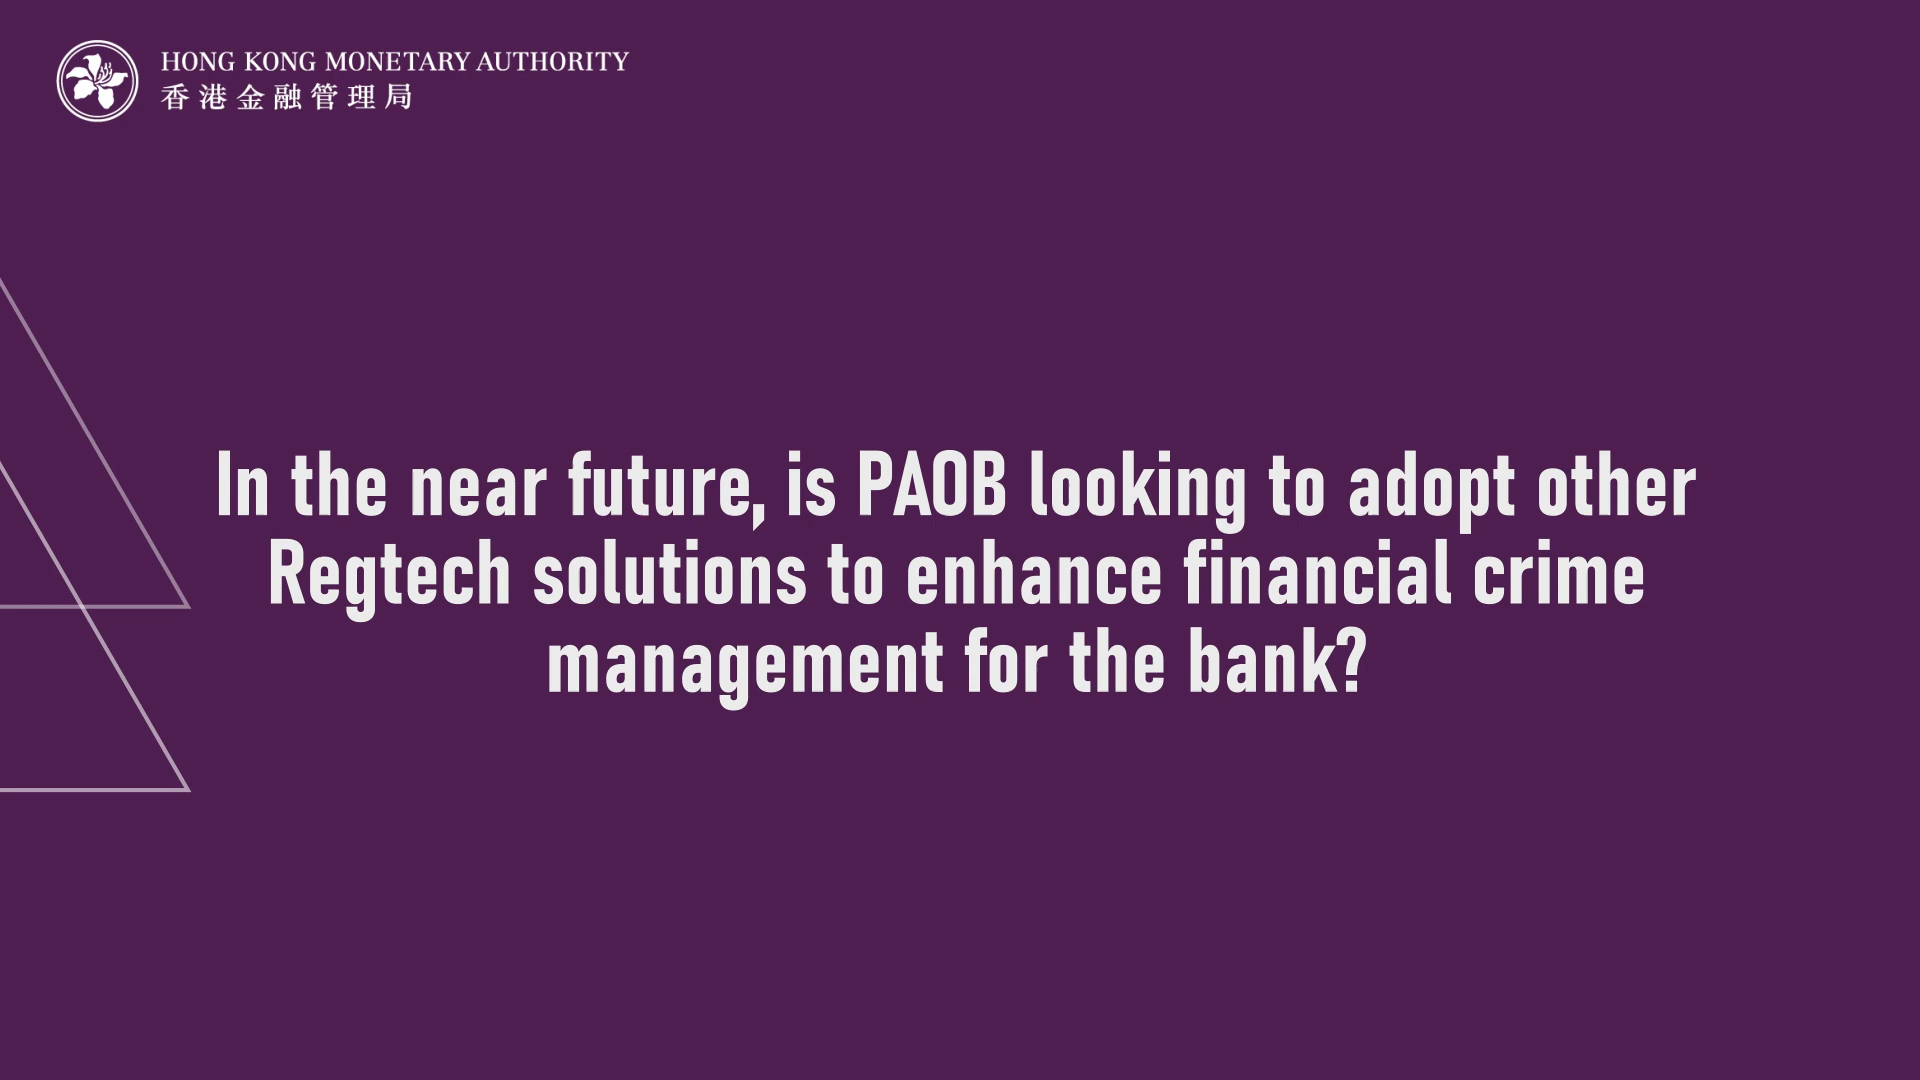 HONG KONG MONETARY AUTHORITY
香港金融管理局
In the near future, is PAOB looking to adopt other
Regtech solutions to enhance financial crime
management for the bank?